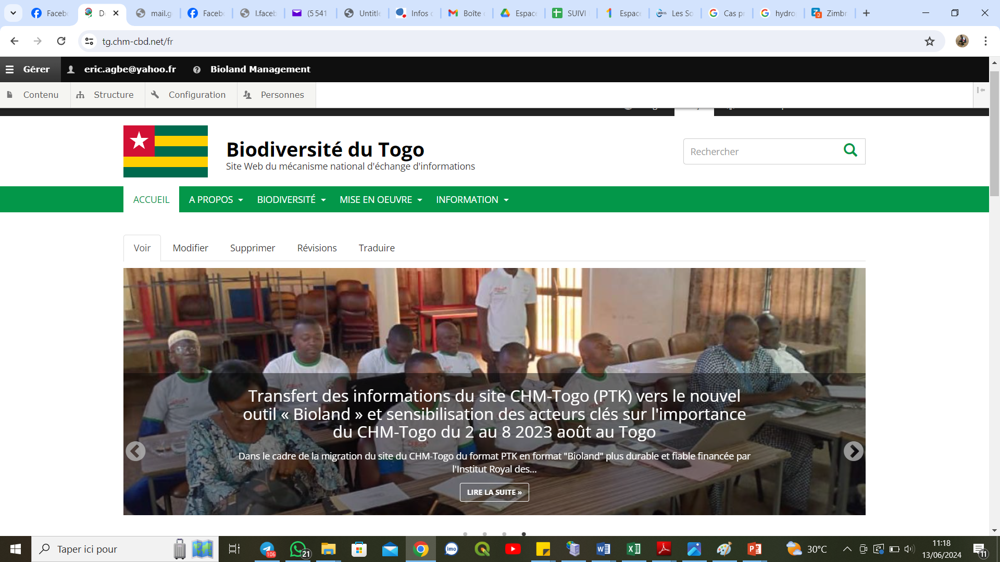 Faceb
D
mail.g
Faceb
l.faceb
(5 541
Untitle
Infos
Boîte
Espace
SUIVI
Espace
Les So
Cas p
hydro
Zimbr
tg.chm-cbd.net/fr
Gérer
eric.agbe@yahoo.fr
Bioland Management
Contenu
Structure
Configuration
Personnes
Biodiversité du Togo
Site Web du mécanisme national d'échange d'informations
Rechercher
ACCUEIL
A PROPOS
BIODIVERSITÉ
MISE EN OEUVRE
INFORMATION
Voir
Modifier
Supprimer
Révisions
Traduire
Transfert des informations du site CHM-Togo (PTK) vers le nouvel
outil « Bioland » et sensibilisation des acteurs clés sur l'importance
du CHM-Togo du 2 au 8 2023 août au Togo
Dans le cadre de la migration du site du CHM-Togo du format PTK en format "Bioland" plus durable et fiable financée par
l'Institut Royal des...
LIRE LA SUITE »
Taper ici pour
106
21
imo
30°C
11:18
13/06/2024
11